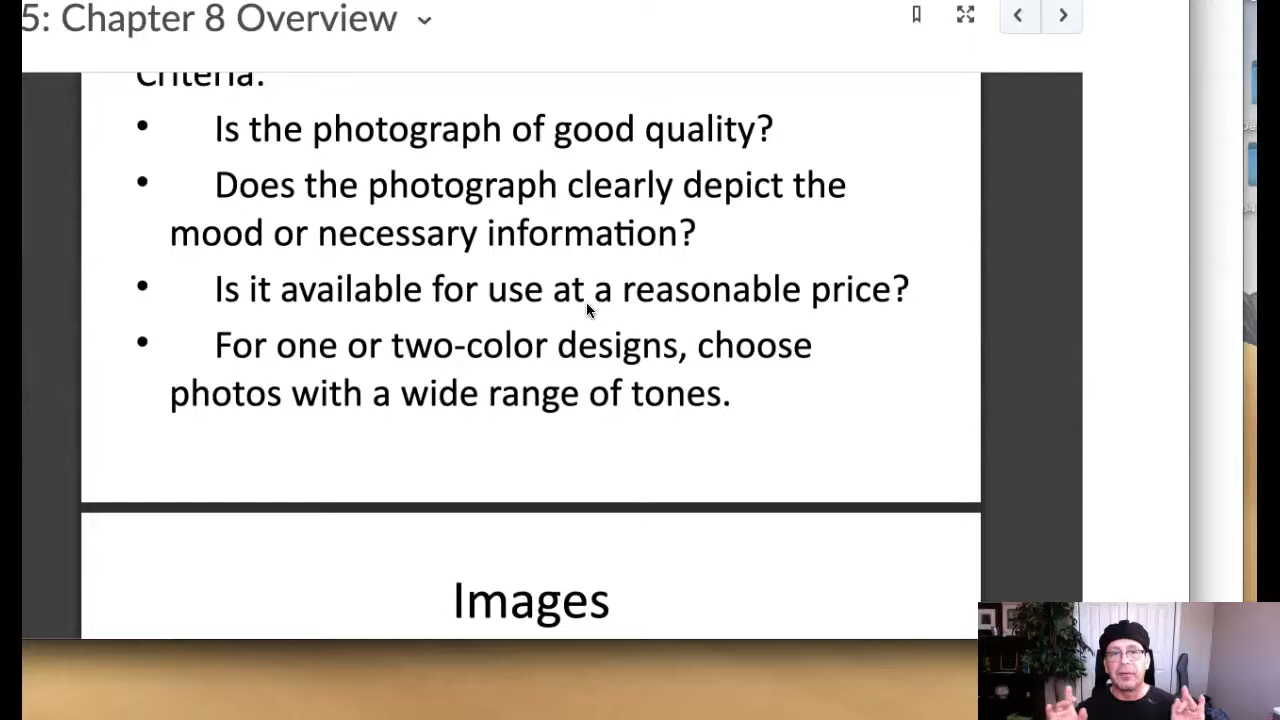 5: Chapter 8 Overview
Criteria:
• Is the photograph of good quality?
• Does the photograph clearly depict the
mood or necessary information?
• Is it available for use at a reasonable price?
• For one or two-color designs, choose
photos with a wide range of tones.
Images